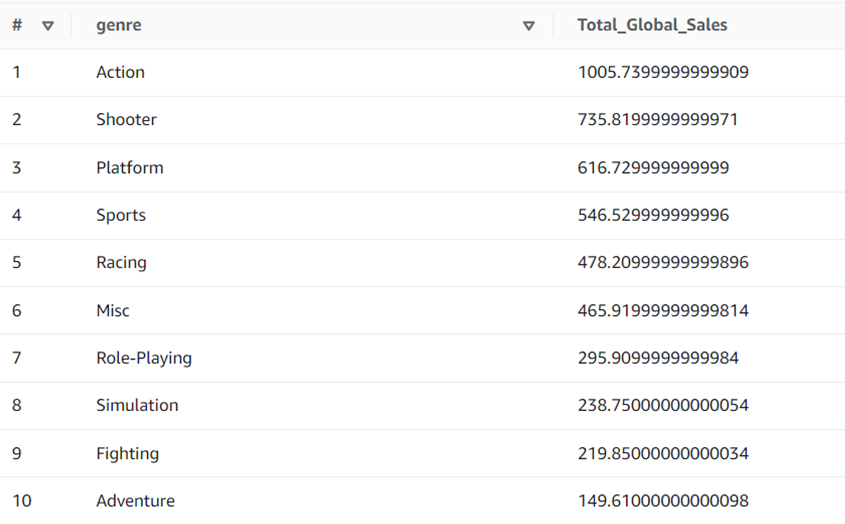 # genre Total_Global_Sales
1 Action 1005.7399999999909
2 Shooter 735.8199999999971
3 Platform 616.729999999999
4 Sports 546.529999999996
5 Racing 478.20999999999896
6 Misc 465.91999999999814
7 Role-Playing 295.9099999999984
8 Simulation 238.75000000000054
9 Fighting 219.85000000000034
10 Adventure 149.61000000000098